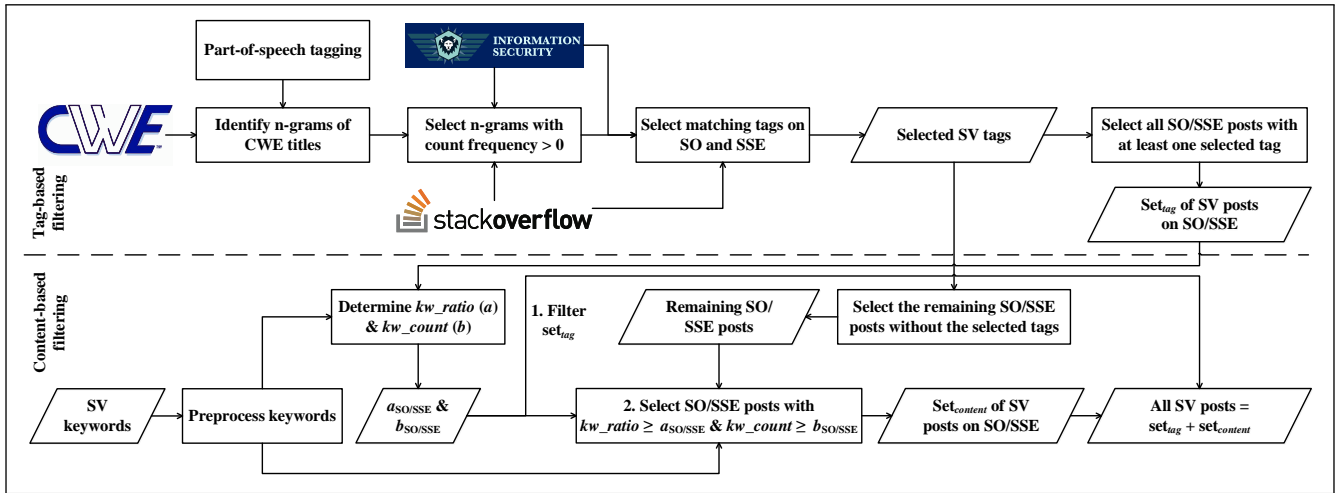 Part-of-speech tagging
INFORMATION
SECURITY
CWE
Identify n-grams of
CWE titles
Select n-grams with
count frequency > 0
Select matching tags on
SO and SSE
Selected SV tags
Select all SO/SSE posts with
at least one selected tag
stackoverflow
Set_tag of SV posts
on SO/SSE
Tag-based
filtering
Content-based
filtering
Determine kw_ratio (a)
& kw_count (b)
1. Filter
set_tag
Remaining SO/
SSE posts
Select the remaining SO/SSE
posts without the selected tags
SV
keywords
Preprocess keywords
a_SO/SSE &
b_SO/SSE
2. Select SO/SSE posts with
kw_ratio ≥ a_SO/SSE & kw_count ≥ b_SO/SSE
Set_content of SV
posts on SO/SSE
All SV posts =
set_tag + set_content